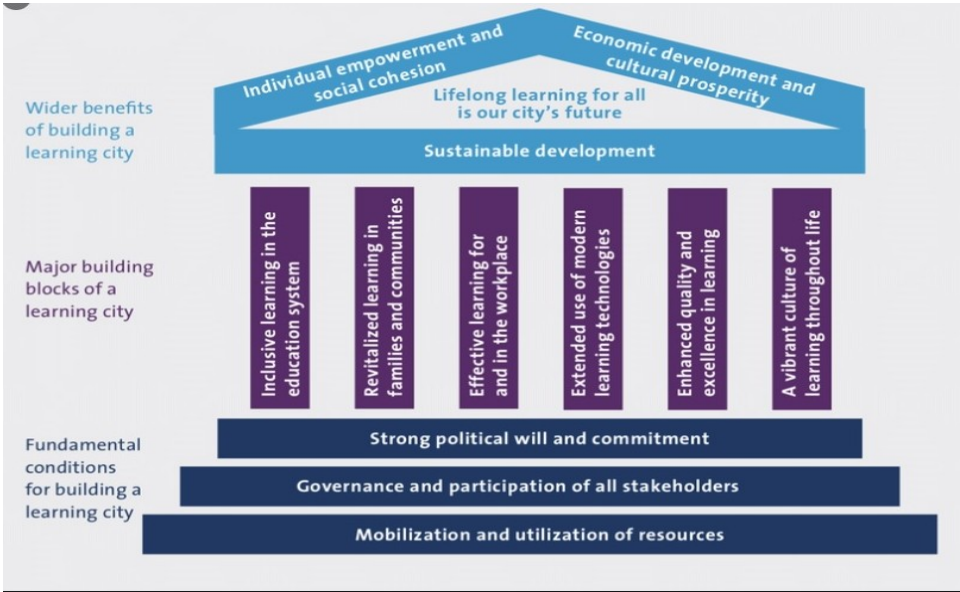 Individual empowerment and
social cohesion
Economic development and
cultural prosperity
Wider benefits
of building a
learning city
Lifelong learning for all
is our city's future
Sustainable development
Major building
blocks of a
learning city
Inclusive learning in the
education system
Revitalized learning in
families and communities
Effective learning for
and in the workplace
Extended use of modern
learning technologies
Enhanced quality and
excellence in learning
A vibrant culture of
learning throughout life
Fundamental
conditions
for building a
learning city
Strong political will and commitment
Governance and participation of all stakeholders
Mobilization and utilization of resources